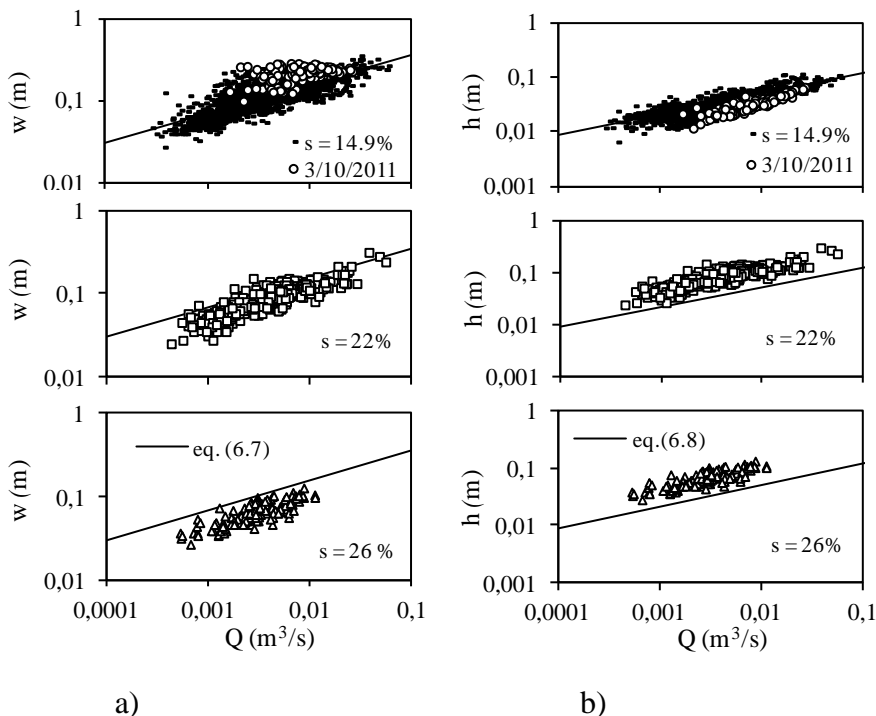 1
w (m)
0,1
s = 14.9%
3/10/2011
0,01
1
h (m)
0,1
0,01
s = 14.9%
3/10/2011
0,001
1
w (m)
0,1
s = 22%
0,01
1
h (m)
0,1
0,01
s = 22%
0,001
1
eq. (6.7)
w (m)
0,1
s = 26 %
0,01
0,0001 0,001 0,01 0,1
Q (m³/s)
1
eq. (6.8)
h (m)
0,1
0,01
s = 26%
0,001
0,0001 0,001 0,01 0,1
Q (m³/s)
a) b)